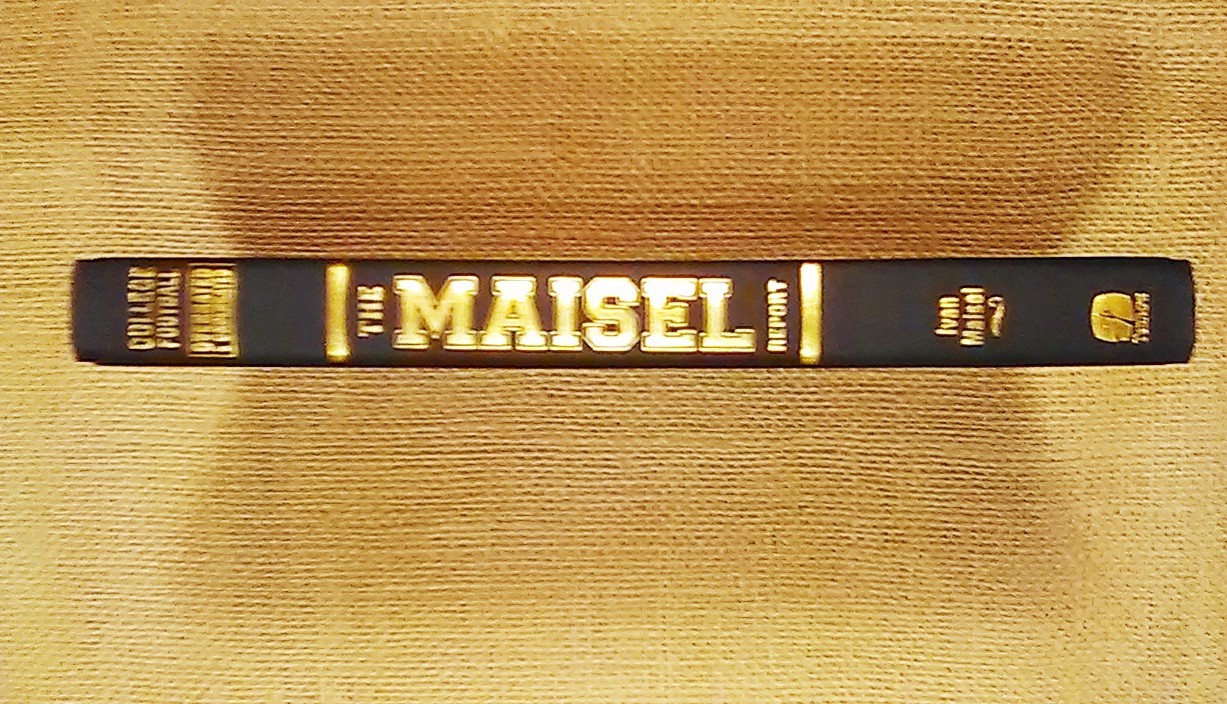 COLLEGE
FOOTBALL
THE
MAISEL
REPORT
Ivan
Maisel